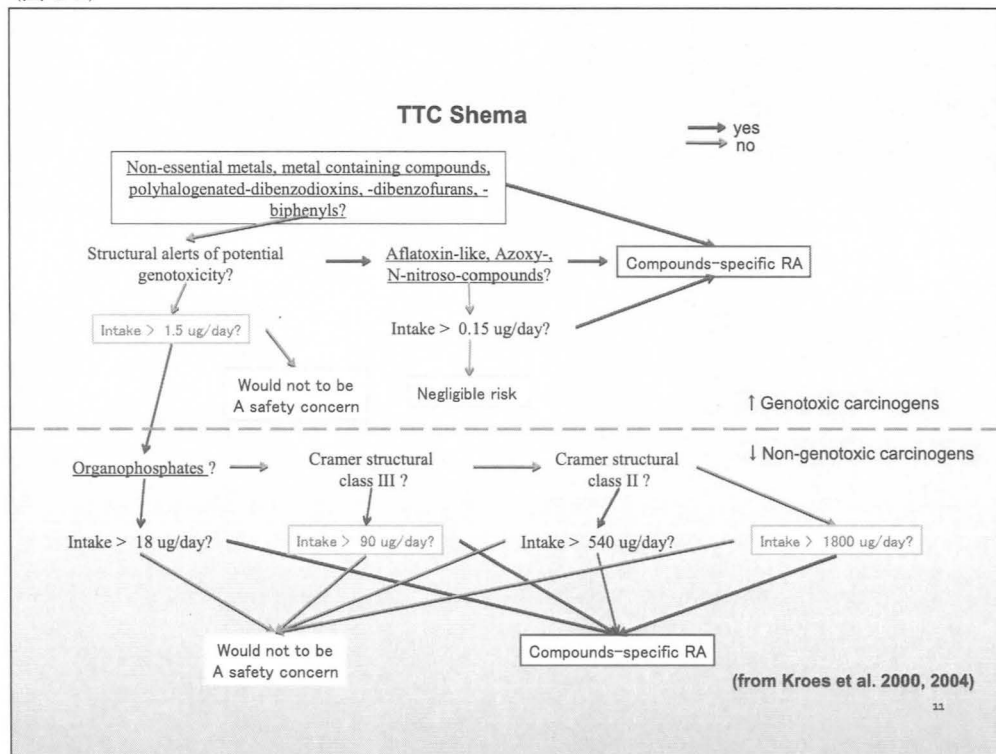 TTC Shema
yes
no
Non-essential metals, metal containing compounds,
polyhalogenated-dibenzodioxins, -dibenzofurans, -
biphenyls?
Structural alerts of potential
genotoxicity?
Aflatoxin-like, Azoxy-,
N-nitroso-compounds?
Compounds-specific RA
Intake > 1.5 ug/day?
Intake > 0.15 ug/day?
Would not to be
A safety concern
Negligible risk
↑ Genotoxic carcinogens
↓ Non-genotoxic carcinogens
Organophosphates ?
Cramer structural
class III ?
Cramer structural
class II ?
Intake > 18 ug/day?
Intake > 90 ug/day?
Intake > 540 ug/day?
Intake > 1800 ug/day?
Would not to be
A safety concern
Compounds-specific RA
(from Kroes et al. 2000, 2004)
11